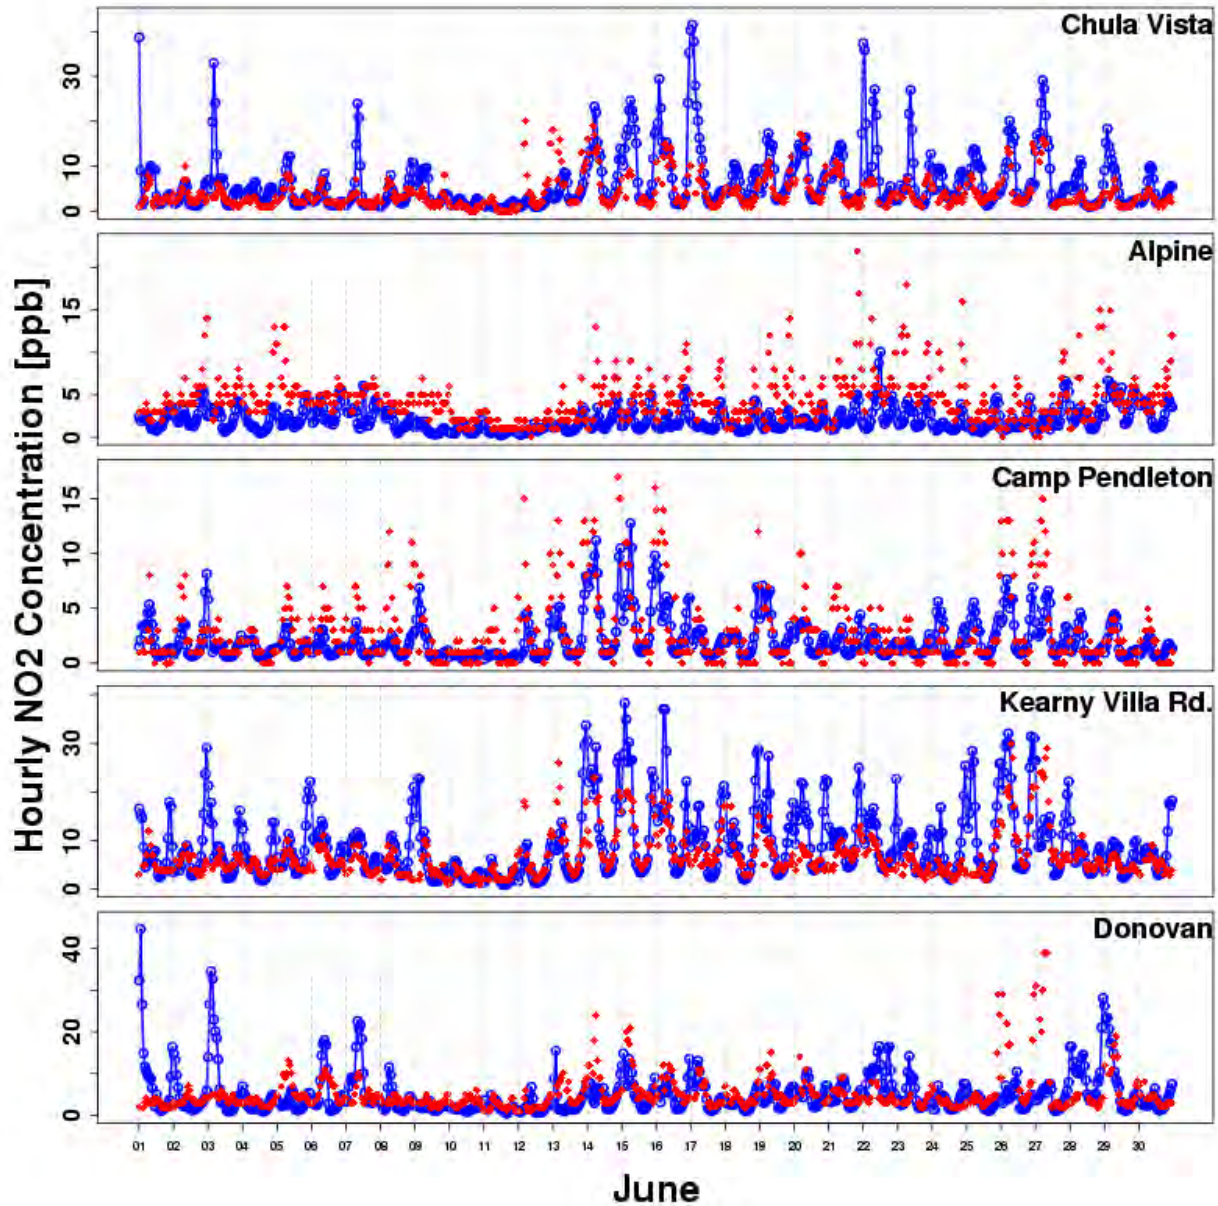 Chula Vista
30
10
0
Alpine
15
5
0
Camp Pendleton
15
10
5
0
Kearny Villa Rd.
30
10
0
Donovan
40
20
0
Hourly NO2 Concentration [ppb]
01 02 03 04 05 06 07 08 09 10 11 12 13 14 15 16 17 18 19 20 21 22 23 24 25 26 27 28 29 30
June